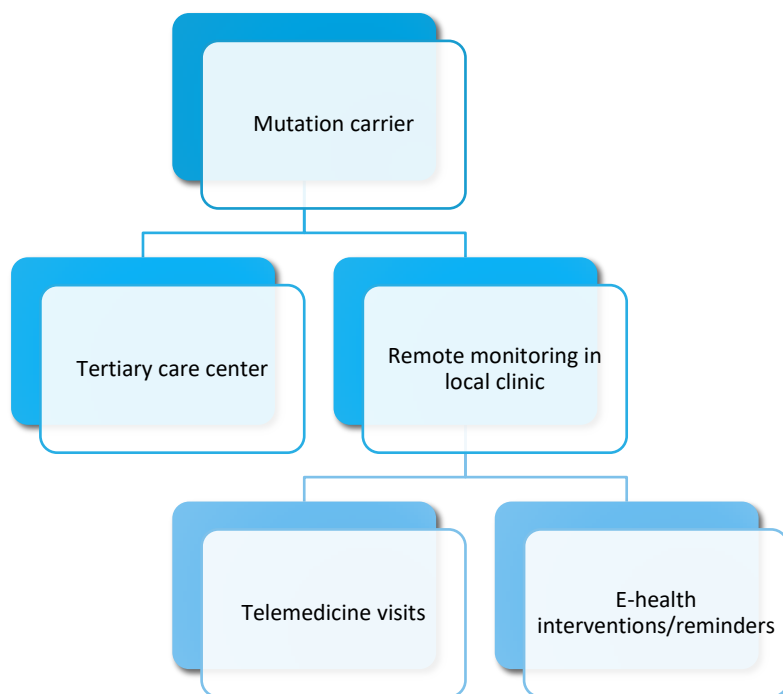 Mutation carrier
Tertiary care center
Remote monitoring in
local clinic
Telemedicine visits
E-health
interventions/reminders